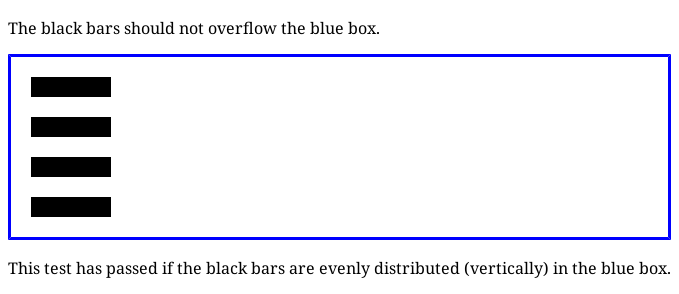 The black bars should not overflow the blue box.
This test has passed if the black bars are evenly distributed (vertically) in the blue box.